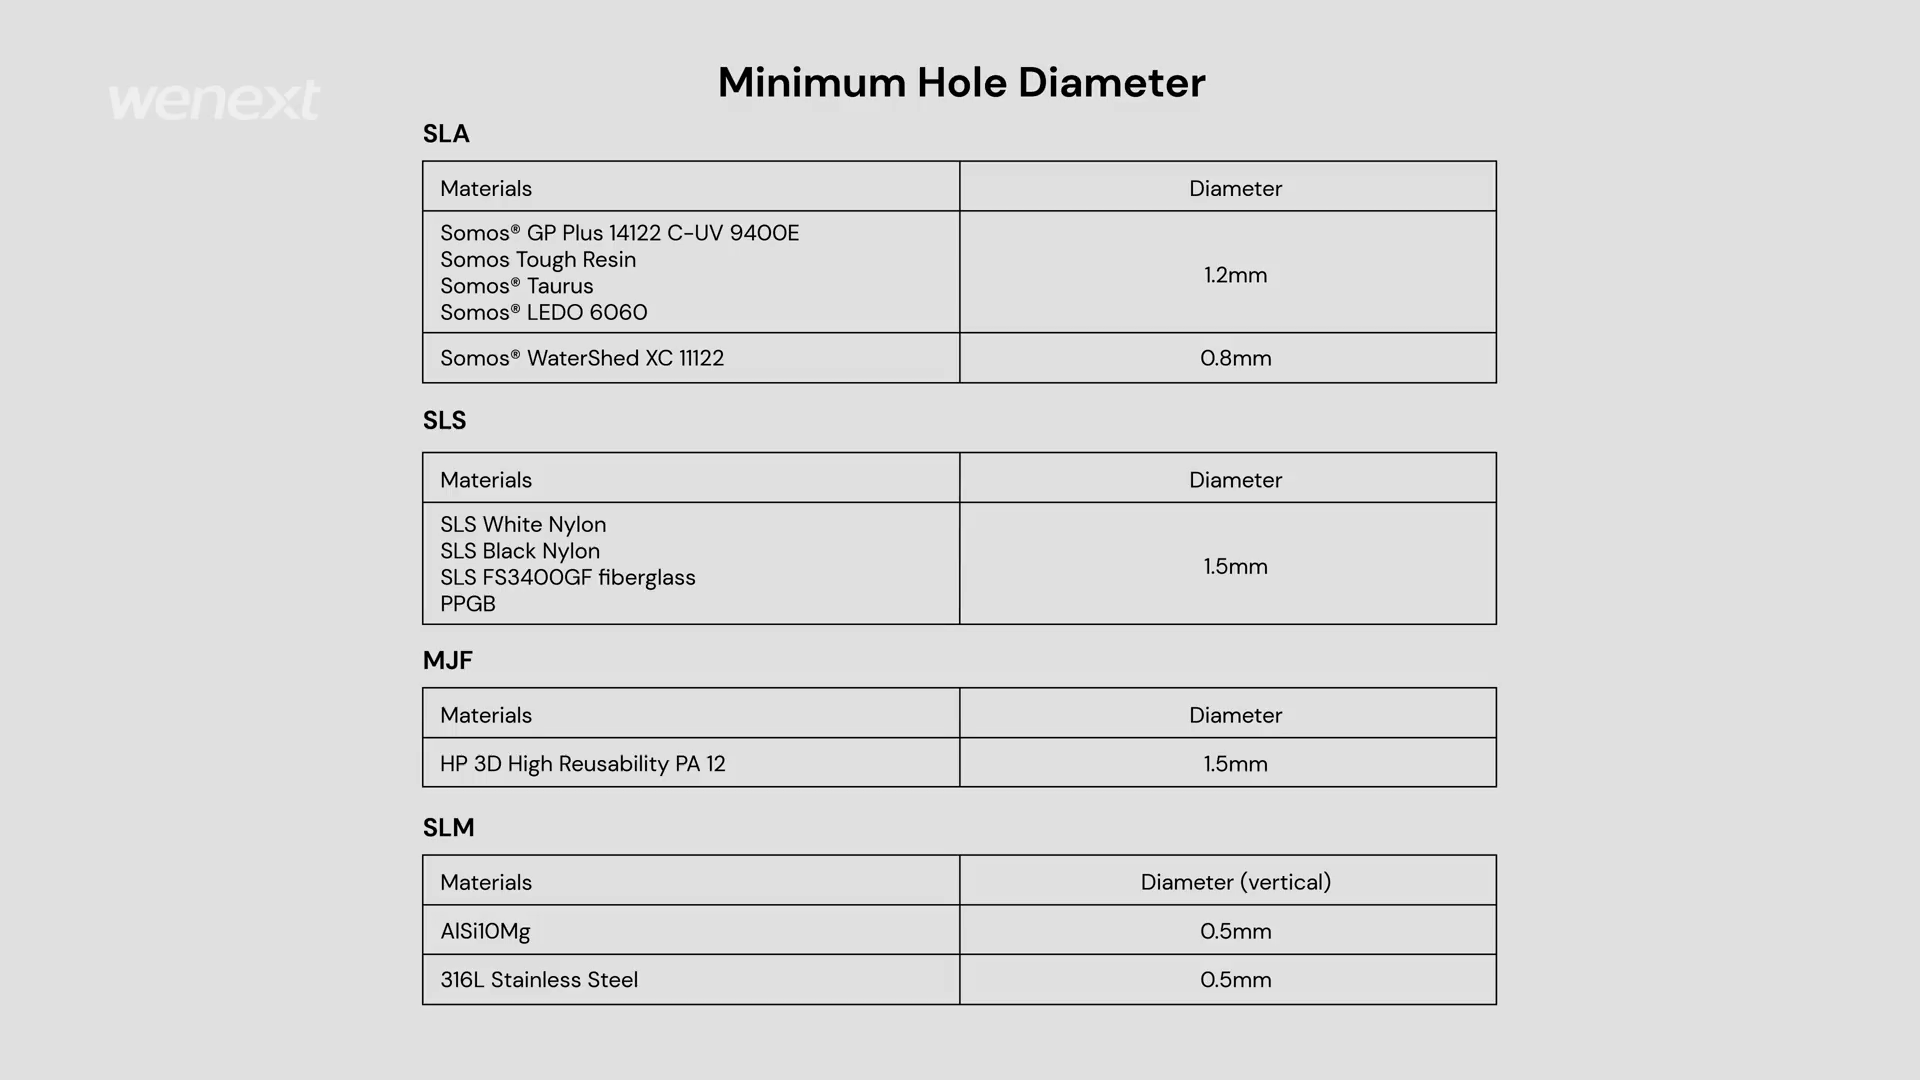 wenext
Minimum Hole Diameter
SLA
Materials
Diameter
Somos® GP Plus 14122 C-UV 9400E
Somos Tough Resin
Somos® Taurus
Somos® LEDO 6060
1.2mm
Somos® WaterShed XC 11122
0.8mm
SLS
Materials
Diameter
SLS White Nylon
SLS Black Nylon
SLS FS3400GF fiberglass
PPGB
1.5mm
MJF
Materials
Diameter
HP 3D High Reusability PA 12
1.5mm
SLM
Materials
Diameter (vertical)
AlSi10Mg
0.5mm
316L Stainless Steel
0.5mm